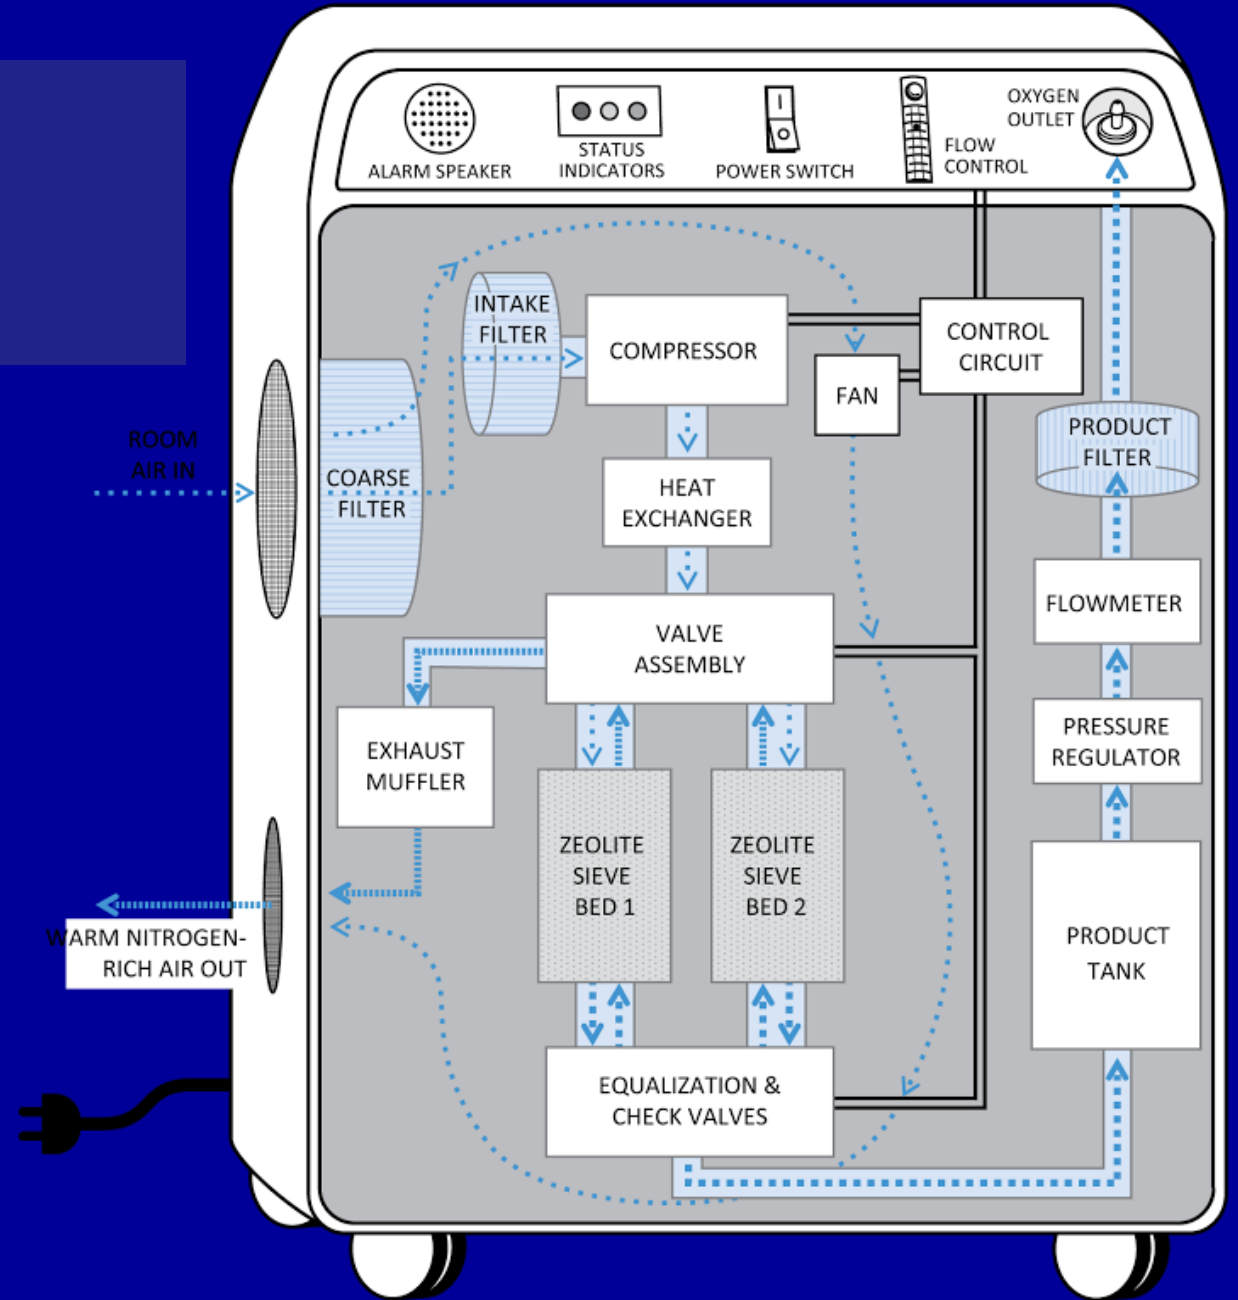 ALARM SPEAKER
STATUS
INDICATORS
POWER SWITCH
FLOW
CONTROL
OXYGEN
OUTLET
INTAKE
FILTER
COMPRESSOR
CONTROL
CIRCUIT
FAN
ROOM
AIR IN
COARSE
FILTER
HEAT
EXCHANGER
PRODUCT
FILTER
VALVE
ASSEMBLY
FLOWMETER
EXHAUST
MUFFLER
PRESSURE
REGULATOR
ZEOLITE
SIEVE
BED 1
ZEOLITE
SIEVE
BED 2
WARM NITROGEN-
RICH AIR OUT
PRODUCT
TANK
EQUALIZATION &
CHECK VALVES